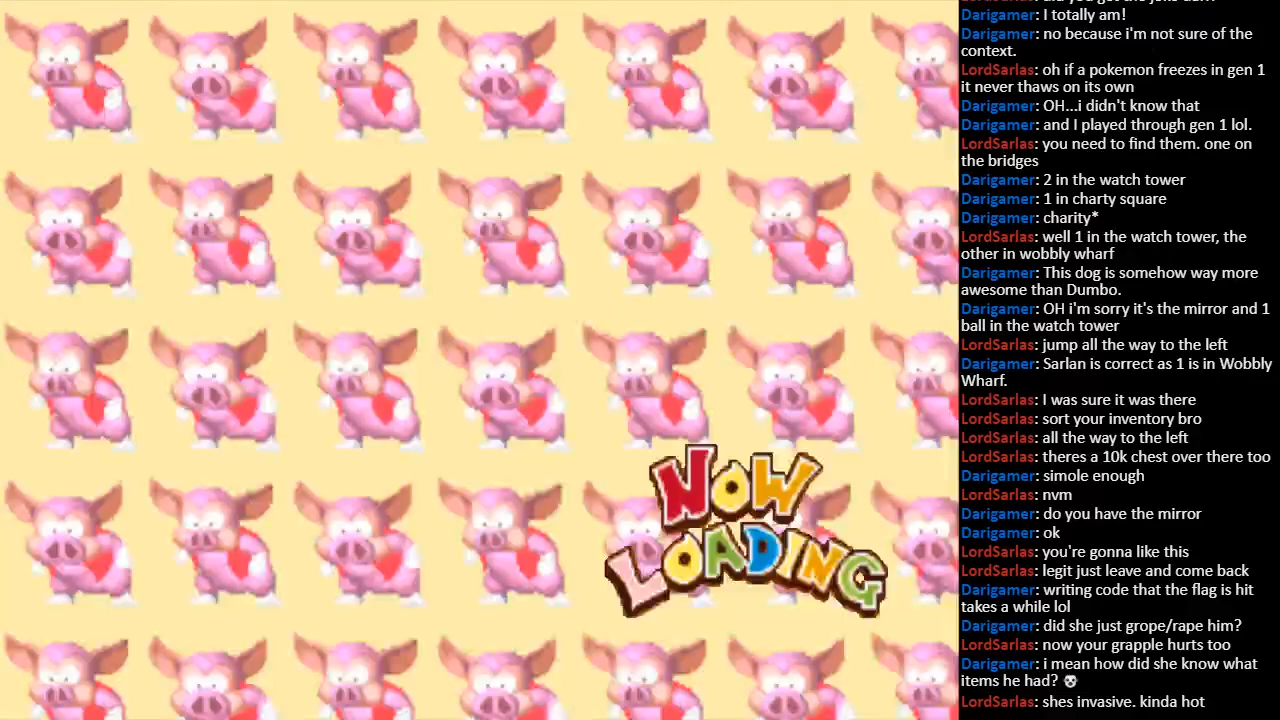 NOW
LOADING
Darigamer: I totally am!
Darigamer: no because i'm not sure of the
context.
LordSarlas: oh if a pokemon freezes in gen 1
it never thaws on its own
Darigamer: OH...i didn't know that
Darigamer: and I played through gen 1 lol.
LordSarlas: you need to find them. one on
the bridges
Darigamer: 2 in the watch tower
Darigamer: 1 in charty square
Darigamer: charity*
LordSarlas: well 1 in the watch tower, the
other in wobbly wharf
Darigamer: This dog is somehow way more
awesome than Dumbo.
Darigamer: OH i'm sorry it's the mirror and 1
ball in the watch tower
LordSarlas: jump all the way to the left
Darigamer: Sarlan is correct as 1 is in Wobbly
Wharf.
LordSarlas: I was sure it was there
LordSarlas: sort your inventory bro
LordSarlas: all the way to the left
LordSarlas: theres a 10k chest over there too
Darigamer: simole enough
LordSarlas: nvm
Darigamer: do you have the mirror
Darigamer: ok
LordSarlas: you're gonna like this
LordSarlas: legit just leave and come back
Darigamer: writing code that the flag is hit
takes a while lol
Darigamer: did she just grope/rape him?
LordSarlas: now your grapple hurts too
Darigamer: i mean how did she know what
items he had? 💀
LordSarlas: shes invasive. kinda hot